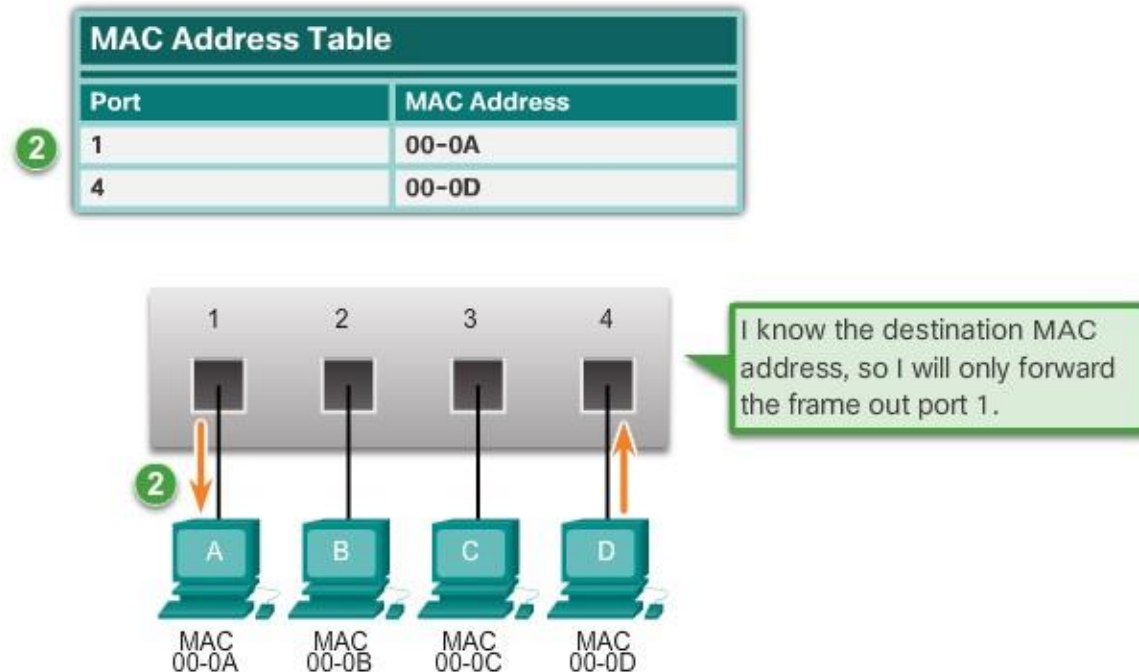 MAC Address Table
Port MAC Address
2
1 00-0A
4 00-0D
1 2 3 4
I know the destination MAC
address, so I will only forward
the frame out port 1.
2
A B C D
MAC MAC MAC MAC
00-0A 00-0B 00-0C 00-0D